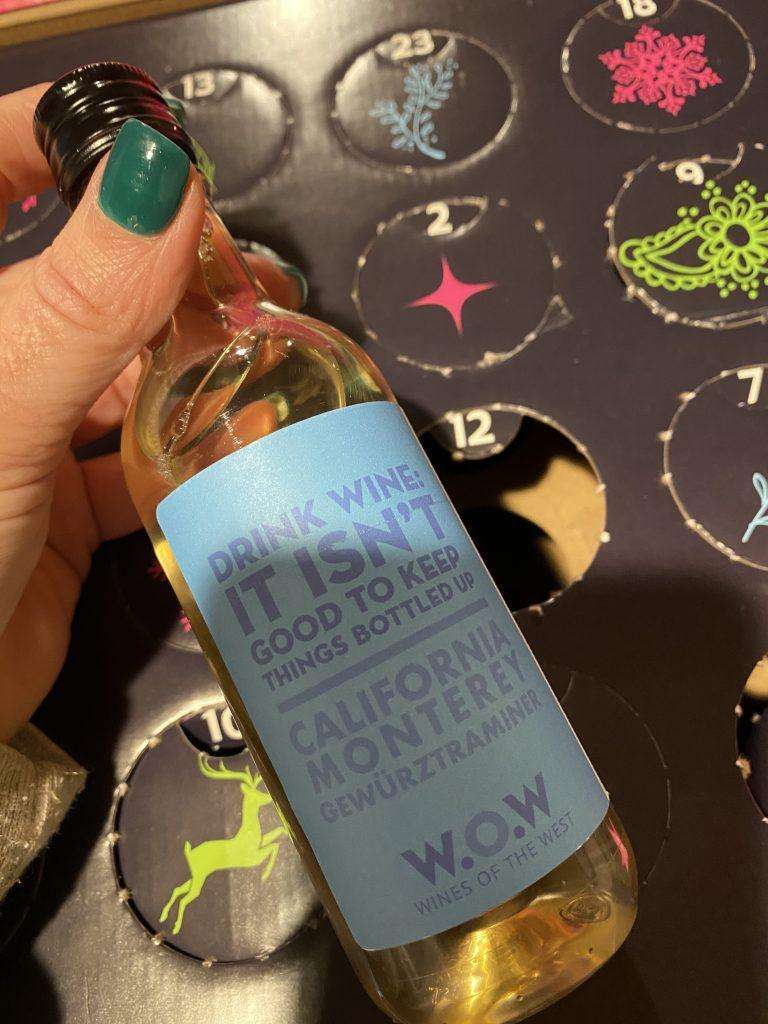 13
23
18
2
9
12
7
10
DRINK WINE:
IT ISN'T
GOOD TO KEEP
THINGS BOTTLED UP
CALIFORNIA
MONTEREY
GEWÜRZTRAMINER
W.O.W
WINES OF THE WEST